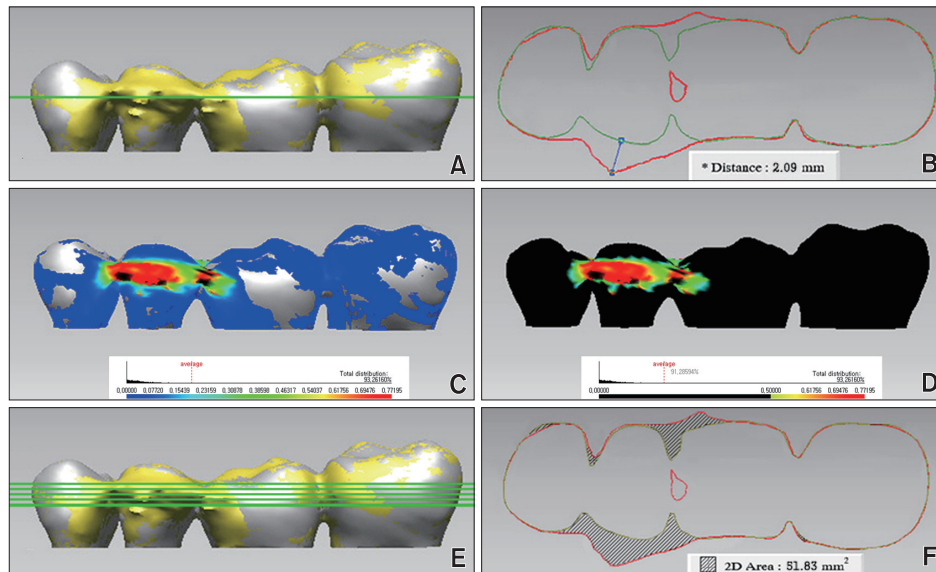 A
* Distance : 2.09 mm
B
average
Total distribution:
93.26160%
0.00000 0.07720 0.15439 0.23159 0.30878 0.38598 0.46317 0.54037 0.61756 0.69476 0.77195
C
average
91.28594%
Total distribution:
93.26160%
0.00000 0.50000 0.61756 0.69476 0.77195
D
E
2D Area : 51.83 mm²
F